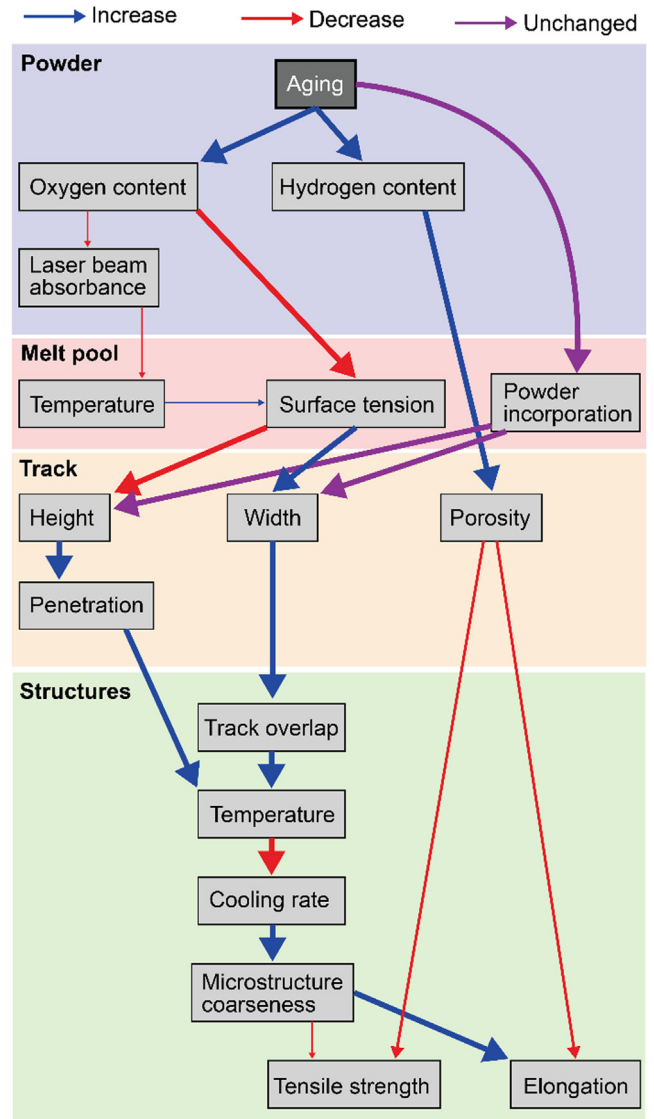 Increase
Decrease
Unchanged
Powder
Aging
Oxygen content
Hydrogen content
Laser beam
absorbance
Melt pool
Temperature
Surface tension
Powder
incorporation
Track
Height
Width
Porosity
Penetration
Structures
Track overlap
Temperature
Cooling rate
Microstructure
coarseness
Tensile strength
Elongation